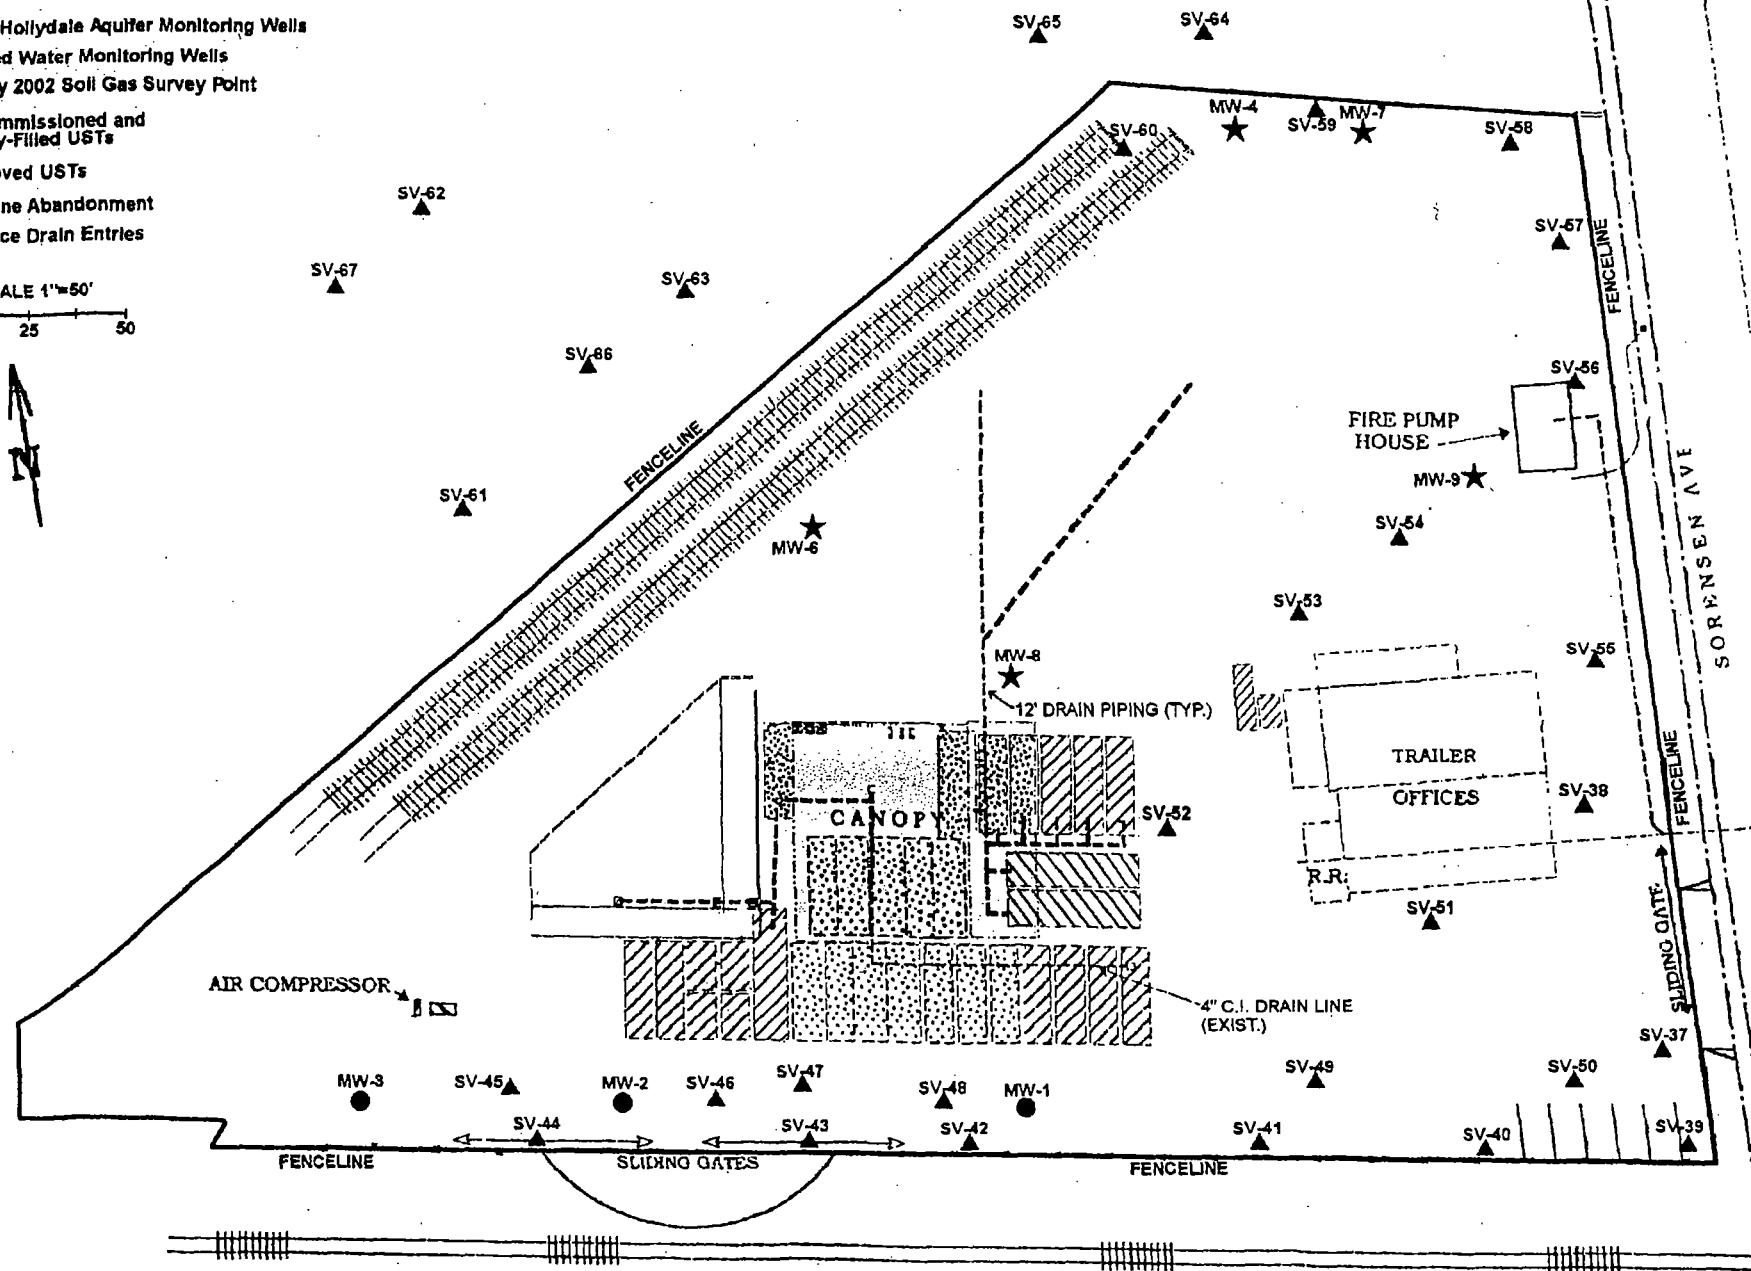 Hollydale Aquifer Monitoring Wells
ed Water Monitoring Wells
y 2002 Soil Gas Survey Point
mmissioned and
y-Filled USTs
oved USTs
ne Abandonment
ce Drain Entries
ALE 1"=50'
25 50
N
SV-65
SV-64
MW-4
SV-59
MW-7
SV-58
SV-60
SV-62
SV-57
FENCELINE
SV-67
SV-63
SV-66
SV-56
FIRE PUMP
HOUSE
FENCELINE
MW-9
SORENSEN AVE
SV-61
SV-54
MW-6
SV-53
SV-55
MW-8
12' DRAIN PIPING (TYP.)
TRAILER
OFFICES
FENCELINE
SV-38
CANOPY
SV-52
R.R.
SV-51
SLIDING GATE
AIR COMPRESSOR
4" C.I. DRAIN LINE
(EXIST.)
SV-37
MW-3
SV-45
MW-2
SV-46
SV-47
SV-48
MW-1
SV-49
SV-50
SV-44
SV-43
SV-42
SV-41
SV-40
SV-39
FENCELINE
SLIDING GATES
FENCELINE